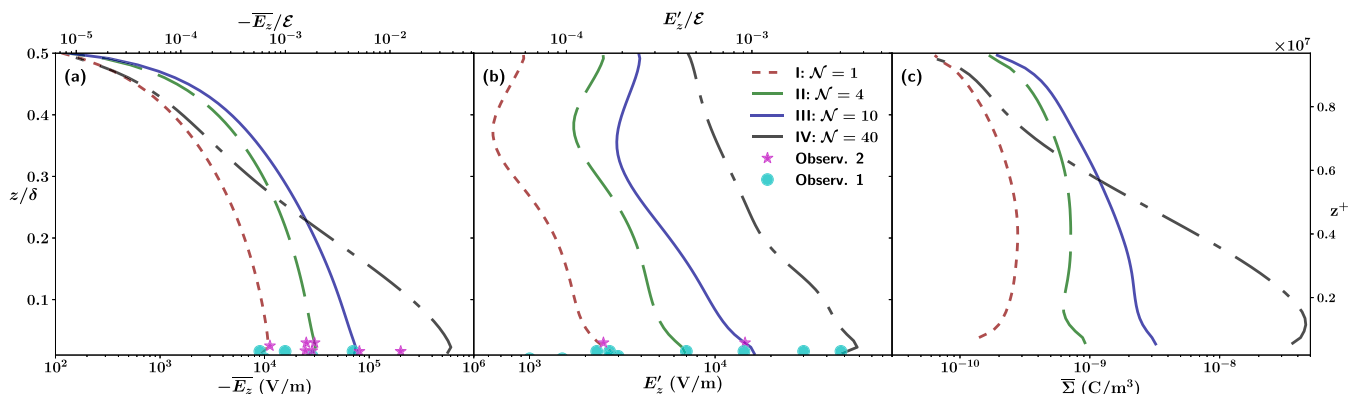 −E̅z̅/ℰ
10⁻⁵ 10⁻⁴ 10⁻³ 10⁻²
E′z/ℰ
10⁻⁴ 10⁻³
×10⁷
0.5
0.4
0.3
0.2
0.1
z/δ
(a)
10² 10³ 10⁴ 10⁵
−E̅z̅ (V/m)
(b)
I: 𝒩 = 1
II: 𝒩 = 4
III: 𝒩 = 10
IV: 𝒩 = 40
Observ. 2
Observ. 1
10³ 10⁴
E′z (V/m)
(c)
10⁻¹⁰ 10⁻⁹ 10⁻⁸
Σ̅ (C/m³)
0.8
0.6
z⁺
0.4
0.2